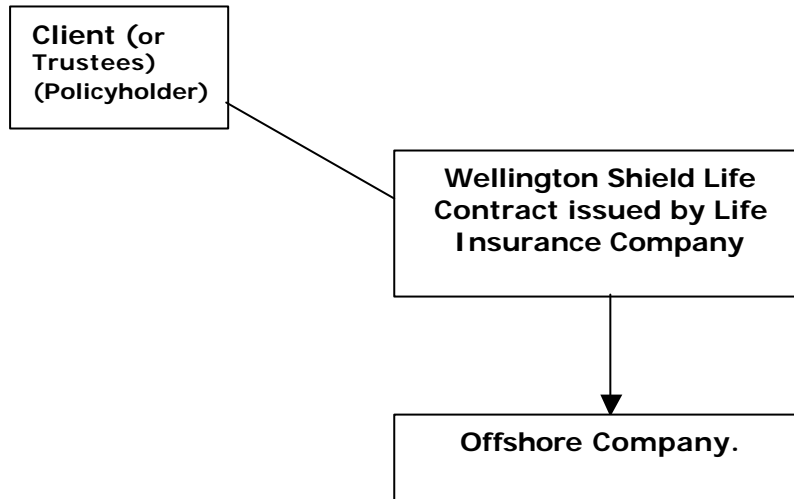 Client (or
Trustees)
(Policyholder)
Wellington Shield Life
Contract issued by Life
Insurance Company
Offshore Company.